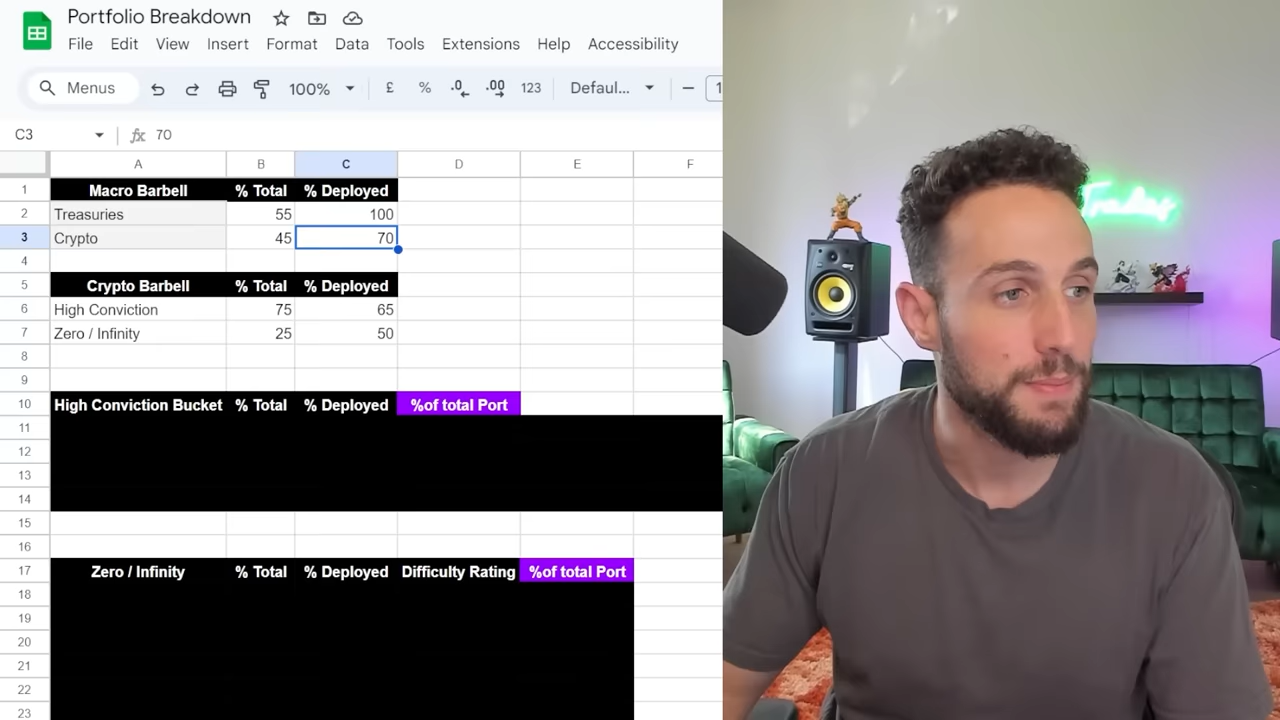 Portfolio Breakdown
File Edit View Insert Format Data Tools Extensions Help Accessibility
Menus 100% £ % .0 .00 123 Defaul...
C3 fx 70
A B C D E F
1 Macro Barbell % Total % Deployed
2 Treasuries 55 100
3 Crypto 45 70
4
5 Crypto Barbell % Total % Deployed
6 High Conviction 75 65
7 Zero / Infinity 25 50
8
9
10 High Conviction Bucket % Total % Deployed %of total Port
11
12
13
14
15
16
17 Zero / Infinity % Total % Deployed Difficulty Rating %of total Port
18
19
20
21
22
23